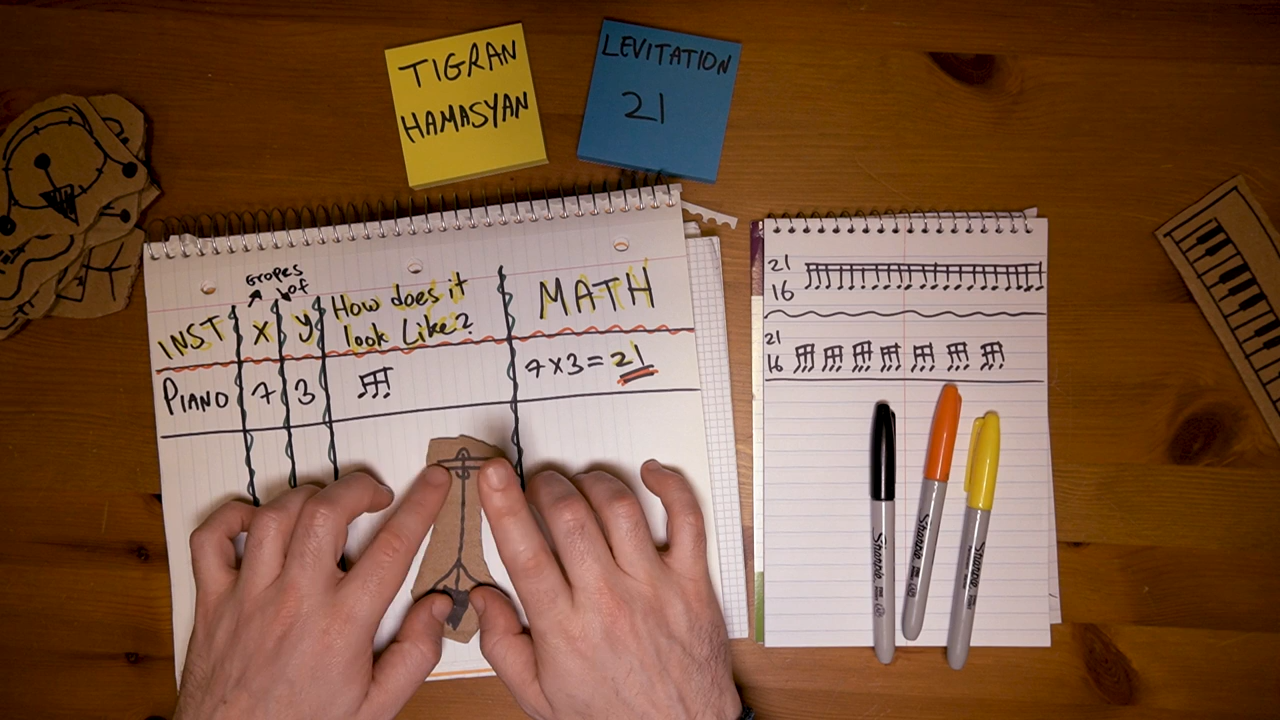 TIGRAN
HAMASYAN
LEVITATION
21
Gropes
of
INST
x
y
How does it
look Like?
MATH
PIANO
7
3
7x3=21
21
16
21
16
Sharpie
Sharpie
Sharpie